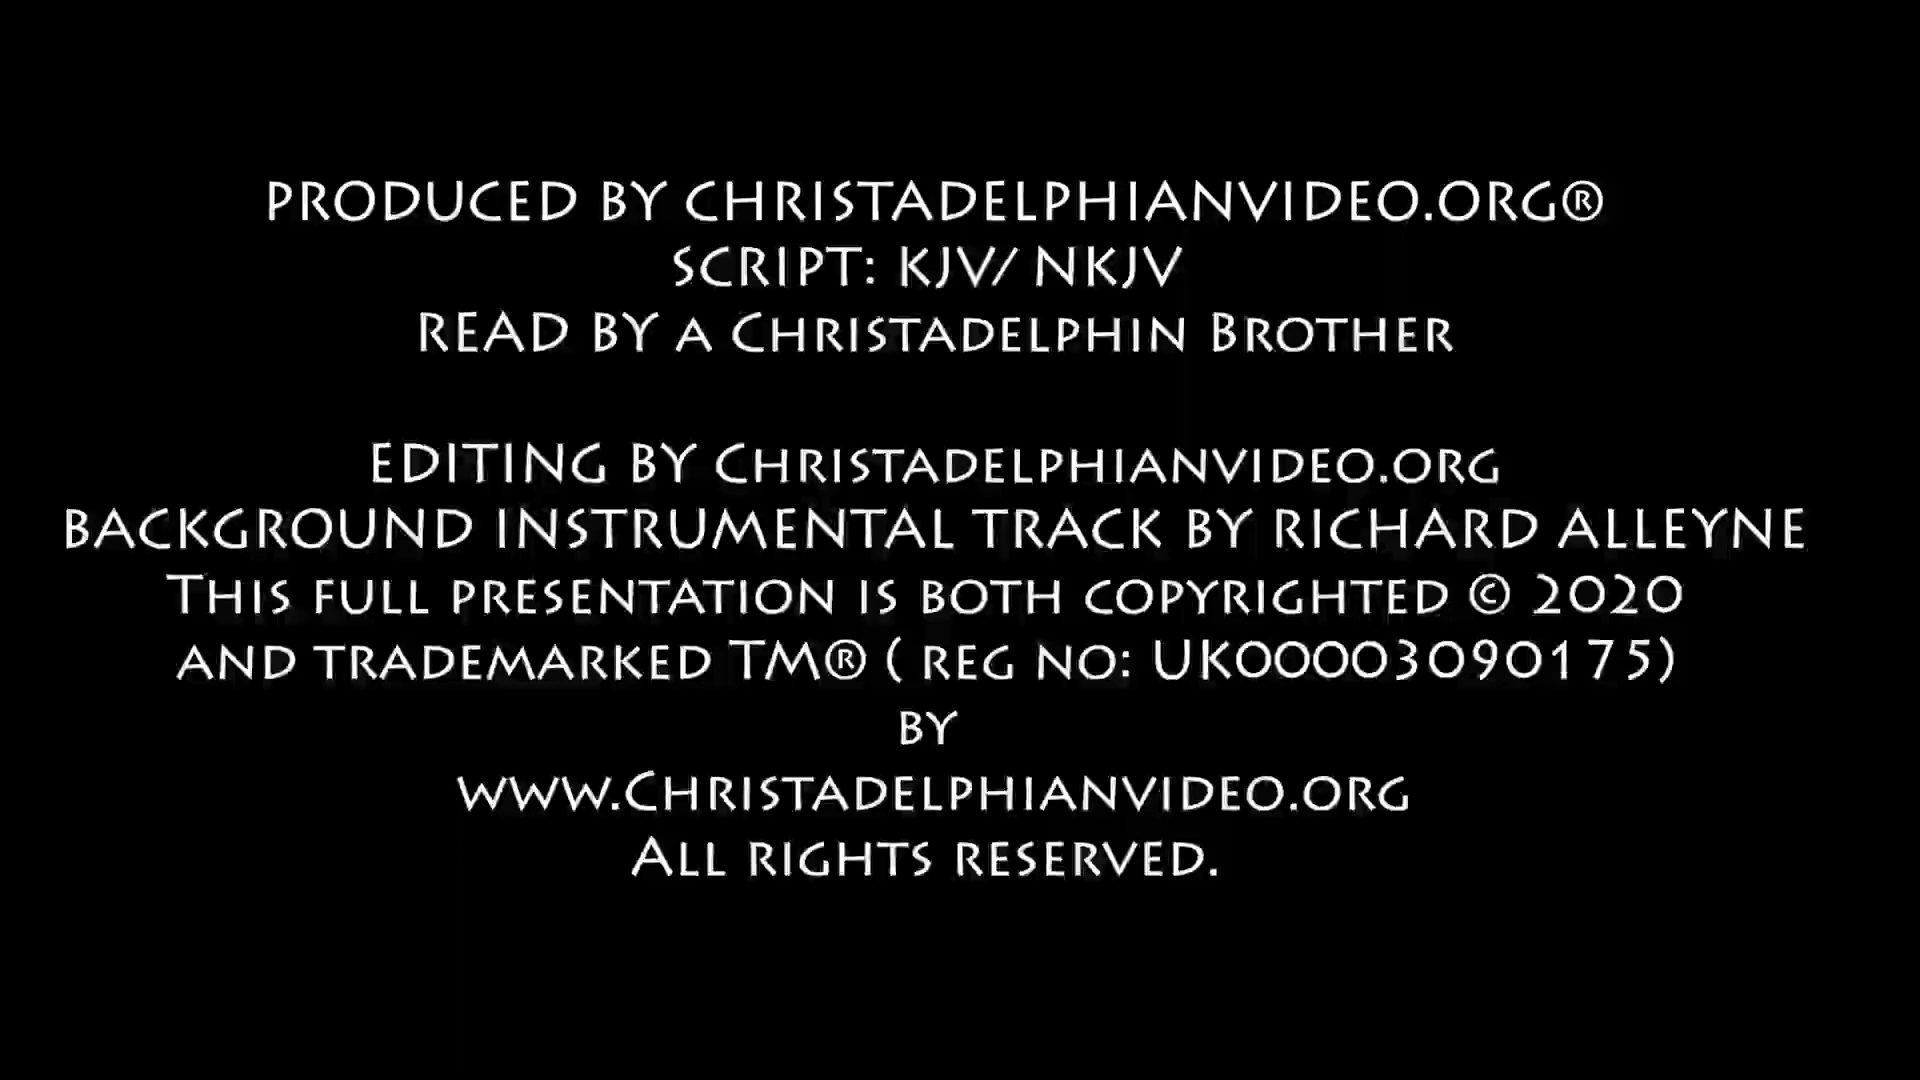 PRODUCED BY CHRISTADELPHIANVIDEO.ORG®
SCRIPT: KJV/ NKJV
READ BY A CHRISTADELPHIN BROTHER
EDITING BY CHRISTADELPHIANVIDEO.ORG
BACKGROUND INSTRUMENTAL TRACK BY RICHARD ALLEYNE
THIS FULL PRESENTATION IS BOTH COPYRIGHTED © 2020
AND TRADEMARKED TM® ( REG NO: UK00003090175)
BY
WWW.CHRISTADELPHIANVIDEO.ORG
ALL RIGHTS RESERVED.